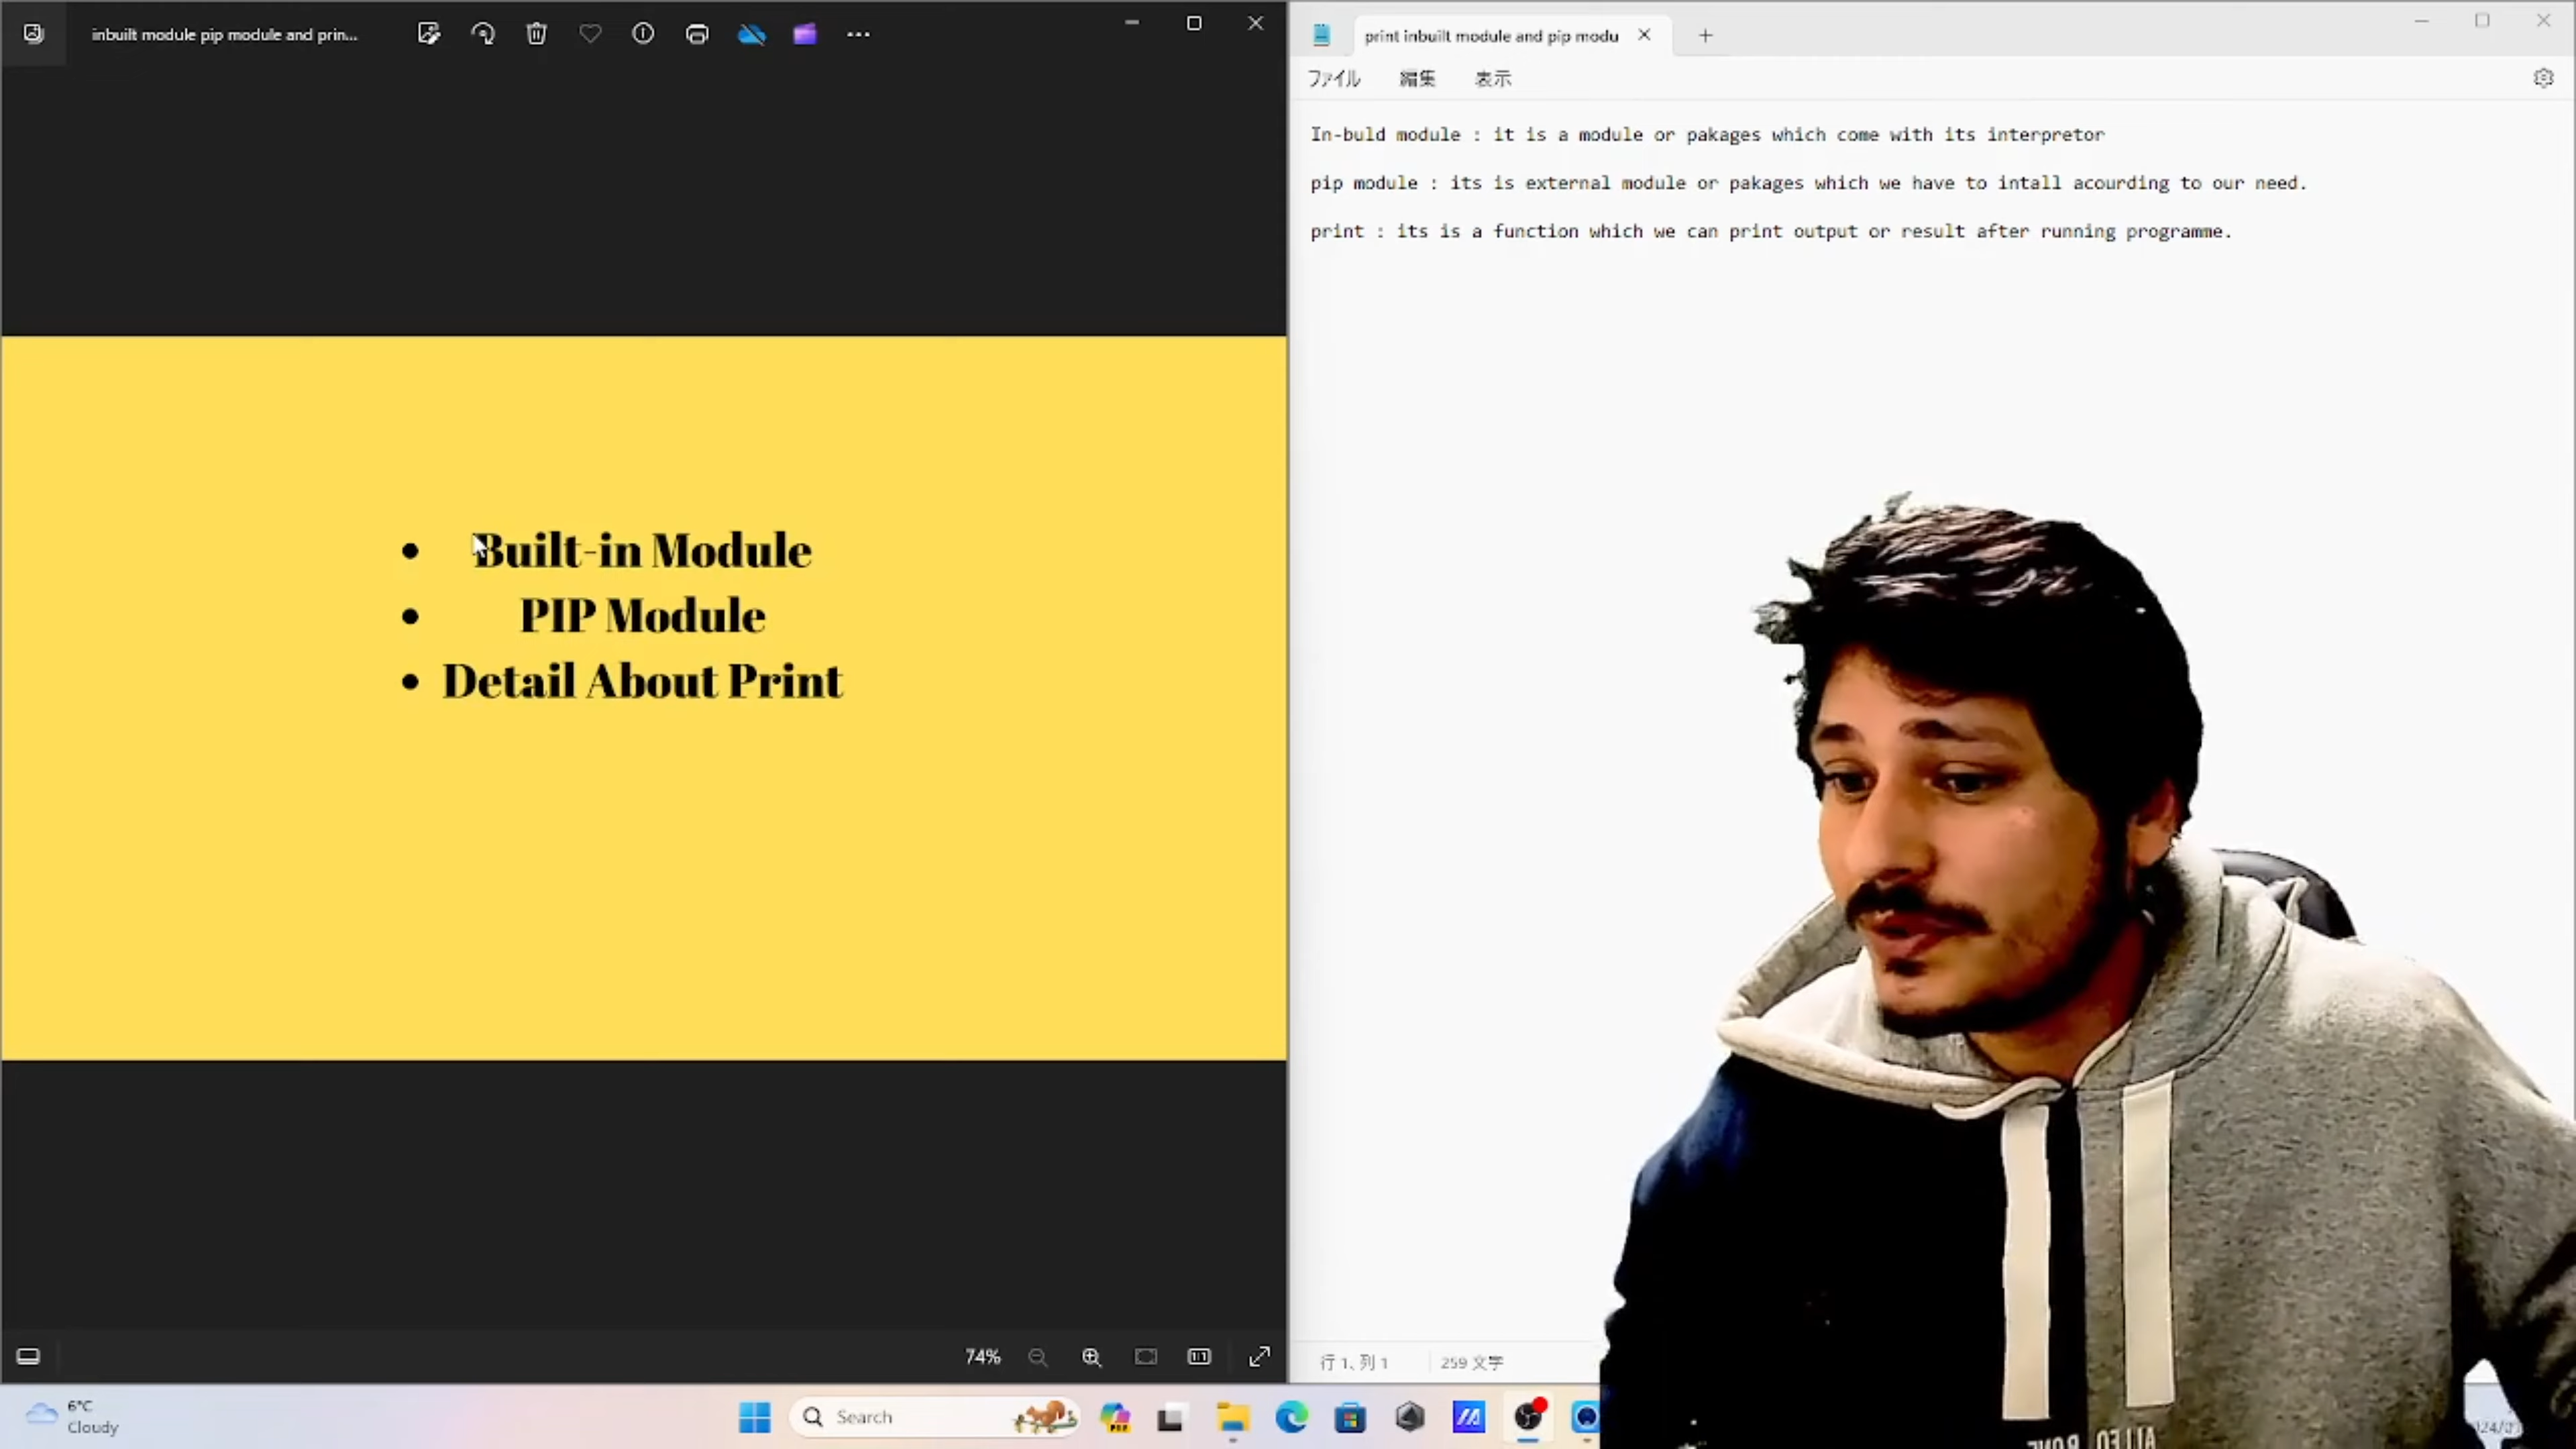 inbuilt module pip module and prin...
print inbuilt module and pip modu
ファイル 編集 表示
In-buld module : it is a module or pakages which come with its interpretor
pip module : its is external module or pakages which we have to intall acourding to our need.
print : its is a function which we can print output or result after running programme.
Built-in Module
PIP Module
Detail About Print
74%
行 1、列 1
259 文字
6°C
Cloudy
Search